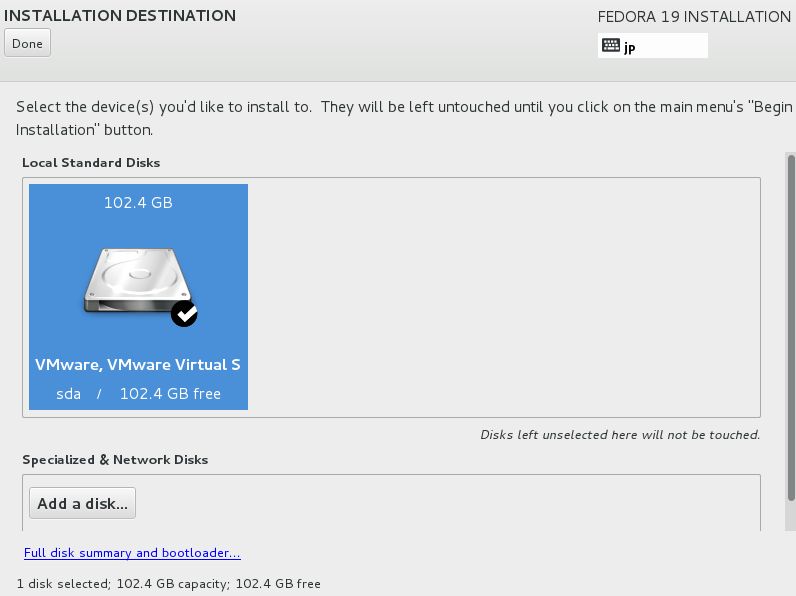 INSTALLATION DESTINATION
FEDORA 19 INSTALLATION
Done
jp
Select the device(s) you'd like to install to.  They will be left untouched until you click on the main menu's "Begin
Installation" button.
Local Standard Disks
102.4 GB
VMware, VMware Virtual S
sda / 102.4 GB free
Disks left unselected here will not be touched.
Specialized & Network Disks
Add a disk...
Full disk summary and bootloader...
1 disk selected; 102.4 GB capacity; 102.4 GB free